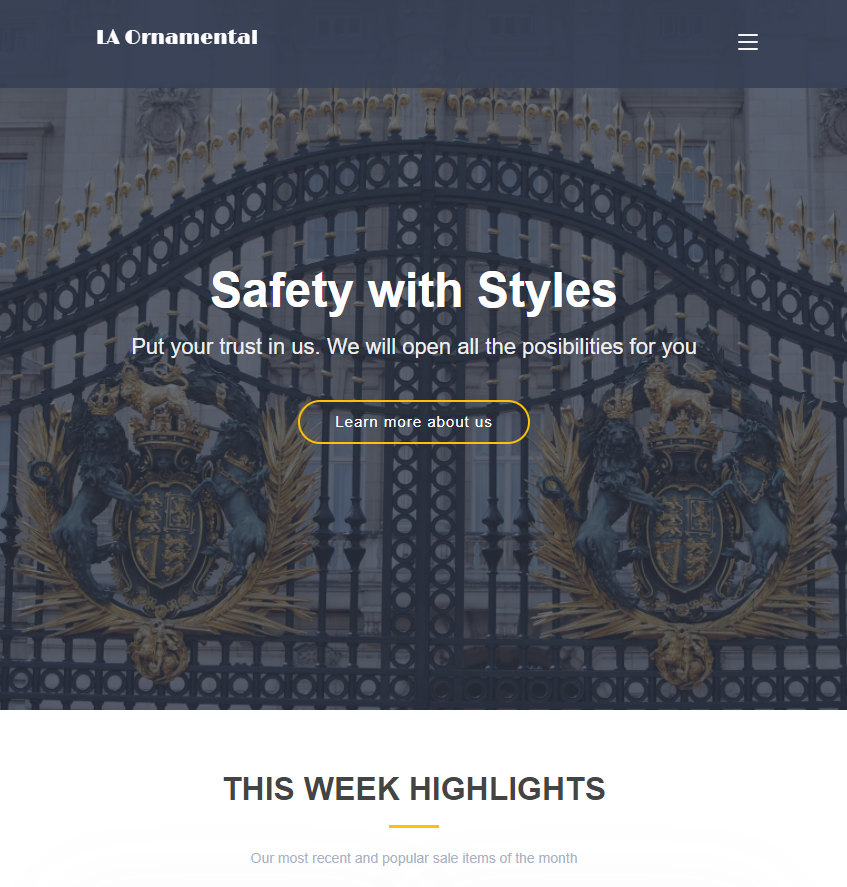 LA Ornamental
Safety with Styles
Put your trust in us. We will open all the posibilities for you
Learn more about us
THIS WEEK HIGHLIGHTS
Our most recent and popular sale items of the month